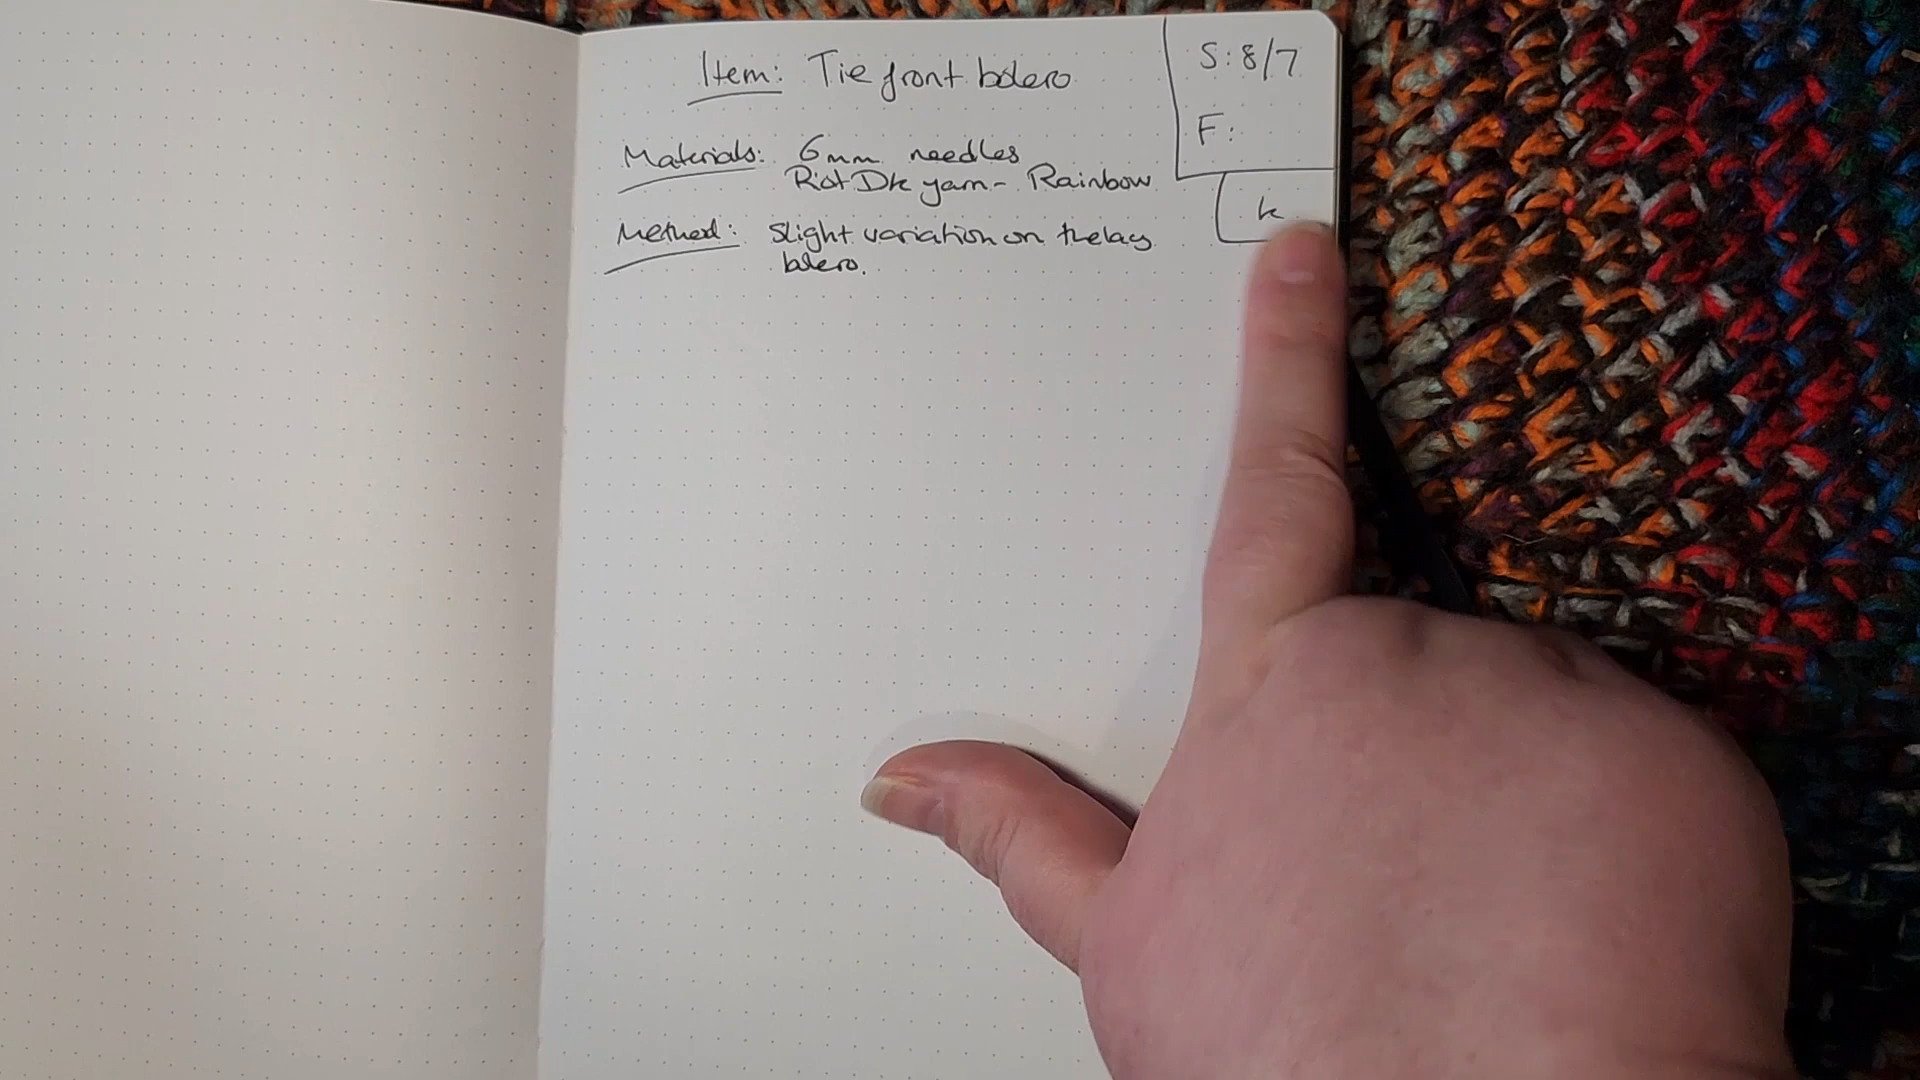 Item: Tie front bolero
S: 8/7
F:
k
Materials: 6mm needles
Riot Dk yarn - Rainbow
Method: Slight variation on the lacy
bolero.